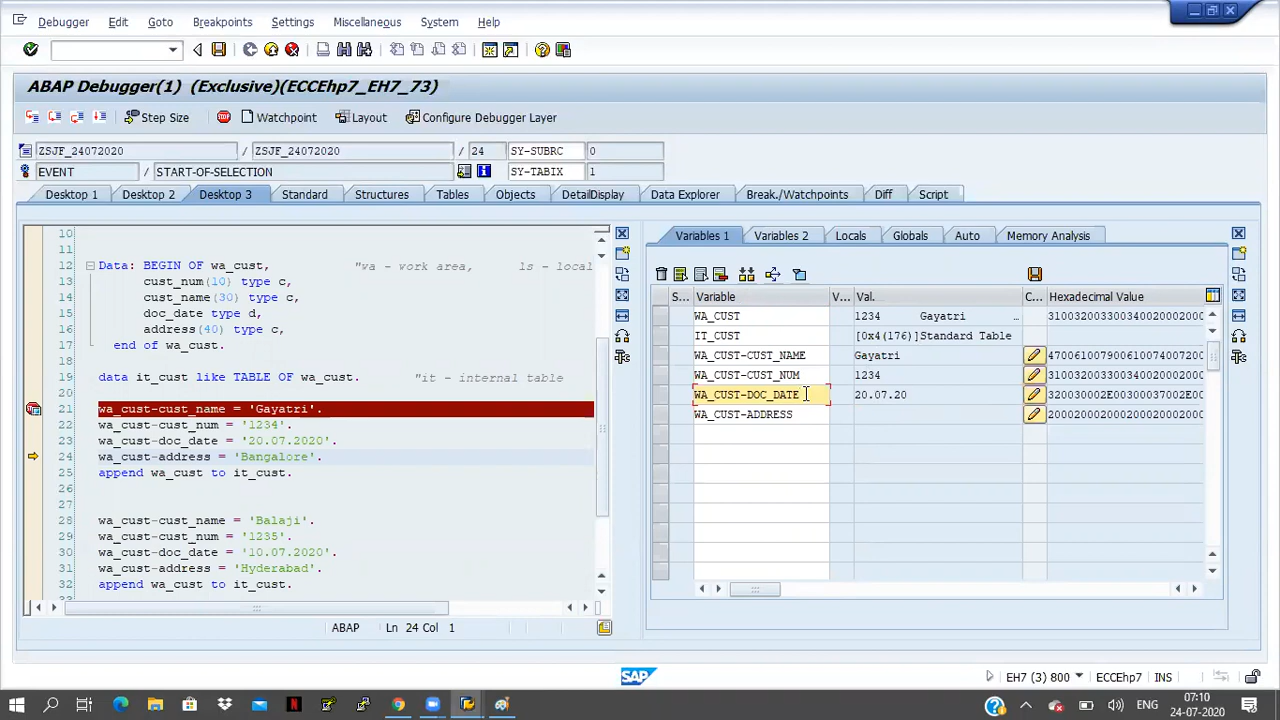 Debugger Edit Goto Breakpoints Settings Miscellaneous System Help
ABAP Debugger(1) (Exclusive)(ECCEhp7_EH7_73)
Step Size Watchpoint Layout Configure Debugger Layer
ZSJF_24072020 / ZSJF_24072020 / 24 SY-SUBRC 0
EVENT / START-OF-SELECTION SY-TABIX 1
Desktop 1 Desktop 2 Desktop 3 Standard Structures Tables Objects DetailDisplay Data Explorer Break./Watchpoints Diff Script
10
11
12 Data: BEGIN OF wa_cust, "wa - work area, ls - local
13 cust_num(10) type c,
14 cust_name(30) type c,
15 doc_date type d,
16 address(40) type c,
17 end of wa_cust.
18
19 data it_cust like TABLE OF wa_cust. "it - internal table
20
21 wa_cust-cust_name = 'Gayatri'.
22 wa_cust-cust_num = '1234'.
23 wa_cust-doc_date = '20.07.2020'.
24 wa_cust-address = 'Bangalore'.
25 append wa_cust to it_cust.
26
27
28 wa_cust-cust_name = 'Balaji'.
29 wa_cust-cust_num = '1235'.
30 wa_cust-doc_date = '10.07.2020'.
31 wa_cust-address = 'Hyderabad'.
32 append wa_cust to it_cust.
ABAP Ln 24 Col 1
Variables 1 Variables 2 Locals Globals Auto Memory Analysis
S... Variable V... Val. C... Hexadecimal Value
WA_CUST 1234 Gayatri ... 3100320033003400200020002000
IT_CUST [0x4(176)]Standard Table
WA_CUST-CUST_NAME Gayatri 470061007900610074007200
WA_CUST-CUST_NUM 1234 3100320033003400200020002000
WA_CUST-DOC_DATE 20.07.20 320030002E00300037002E00
WA_CUST-ADDRESS 2000200020002000200020002000
SAP
EH7 (3) 800 ECCEhp7 INS
ENG 07:10
24-07-2020